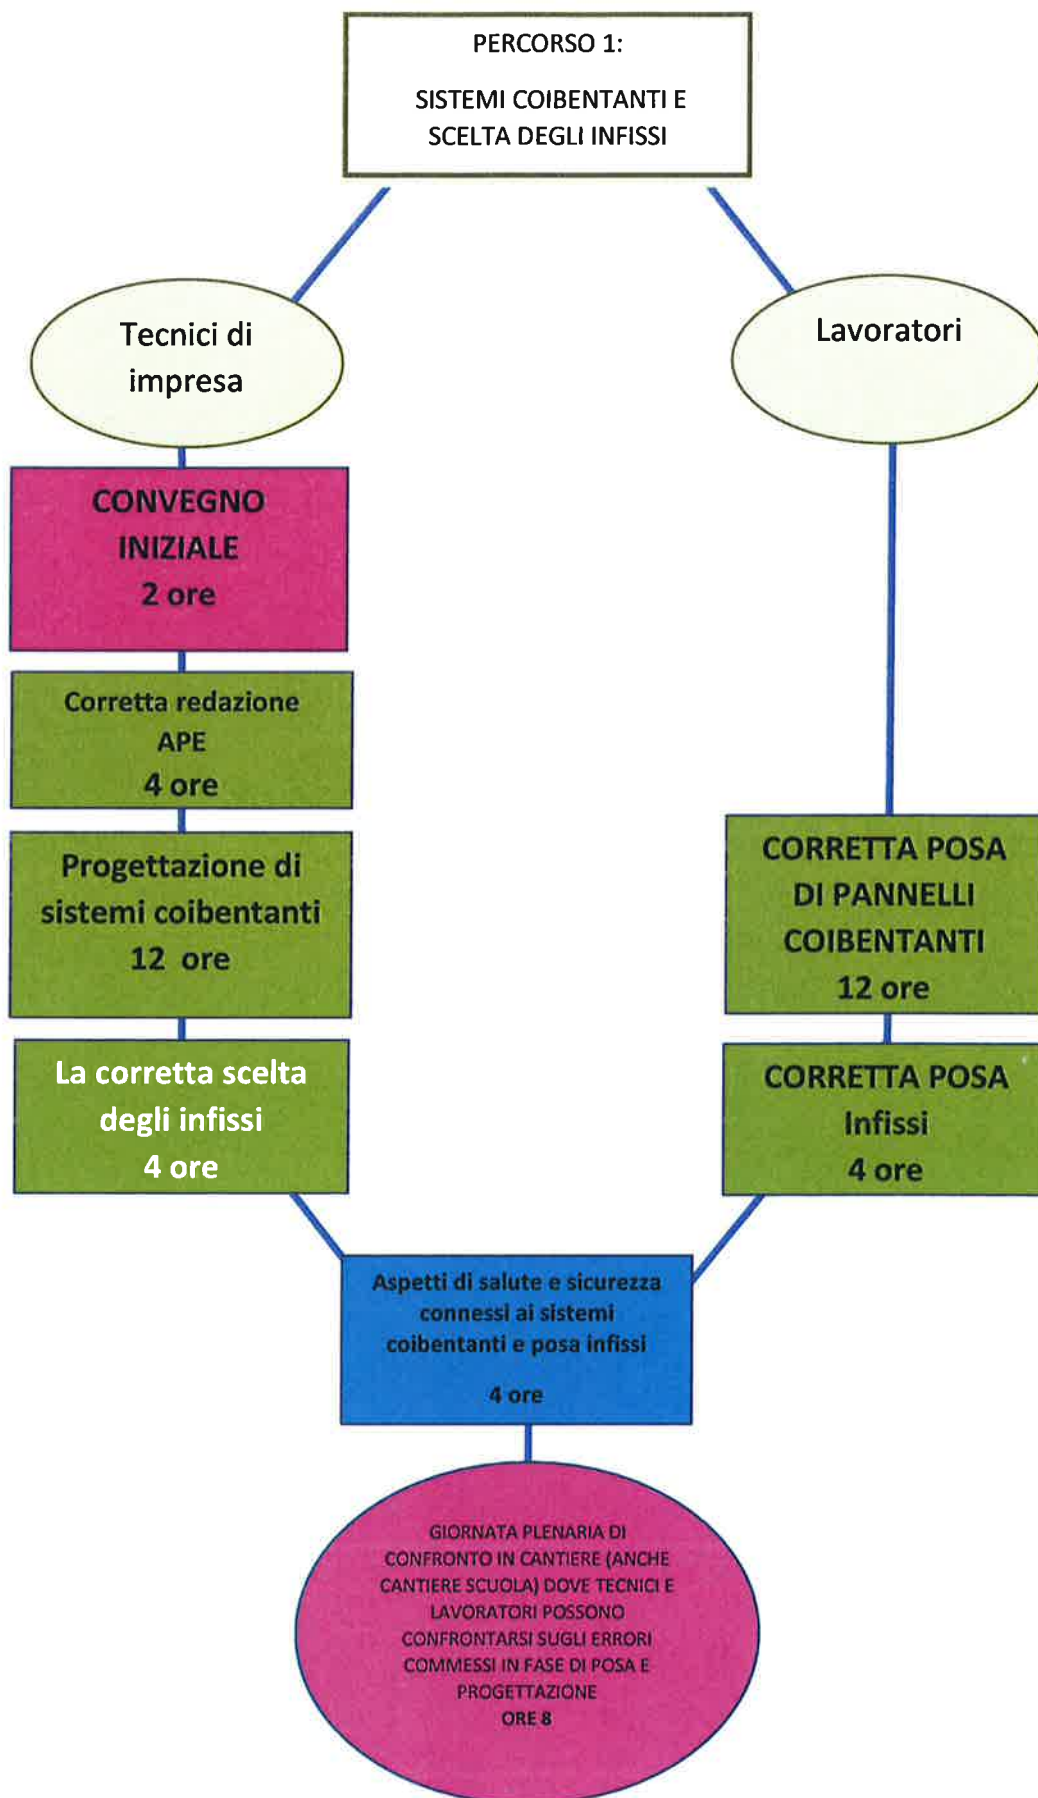 PERCORSO 1:
SISTEMI COIBENTANTI E
SCELTA DEGLI INFISSI
Tecnici di
impresa
Lavoratori
CONVEGNO
INIZIALE
2 ore
Corretta redazione
APE
4 ore
Progettazione di
sistemi coibentanti
12 ore
La corretta scelta
degli infissi
4 ore
CORRETTA POSA
DI PANNELLI
COIBENTANTI
12 ore
CORRETTA POSA
Infissi
4 ore
Aspetti di salute e sicurezza
connessi ai sistemi
coibentanti e posa infissi
4 ore
GIORNATA PLENARIA DI
CONFRONTO IN CANTIERE (ANCHE
CANTIERE SCUOLA) DOVE TECNICI E
LAVORATORI POSSONO
CONFRONTARSI SUGLI ERRORI
COMMESSI IN FASE DI POSA E
PROGETTAZIONE
ORE 8